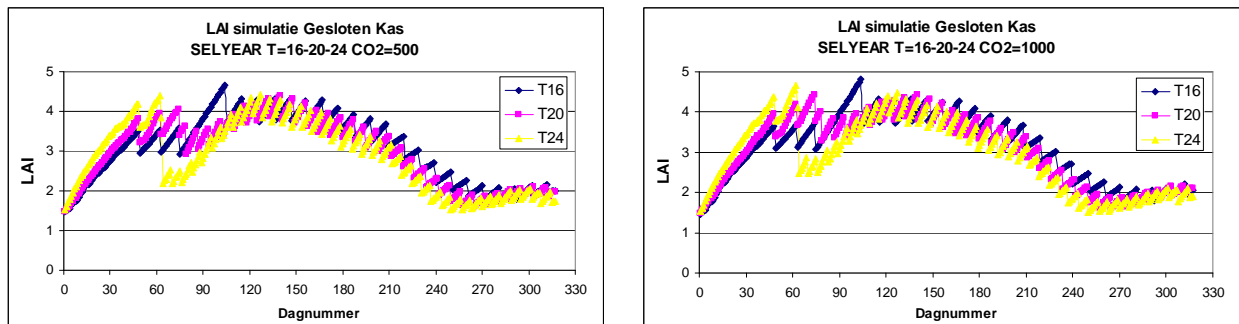 LAI simulatie Gesloten Kas
SELYEAR T=16-20-24 CO2=500
5
4
3
2
1
0
LAI
T16
T20
T24
0 30 60 90 120 150 180 210 240 270 300 330
Dagnummer
LAI simulatie Gesloten Kas
SELYEAR T=16-20-24 CO2=1000
5
4
3
2
1
0
LAI
T16
T20
T24
0 30 60 90 120 150 180 210 240 270 300 330
Dagnummer